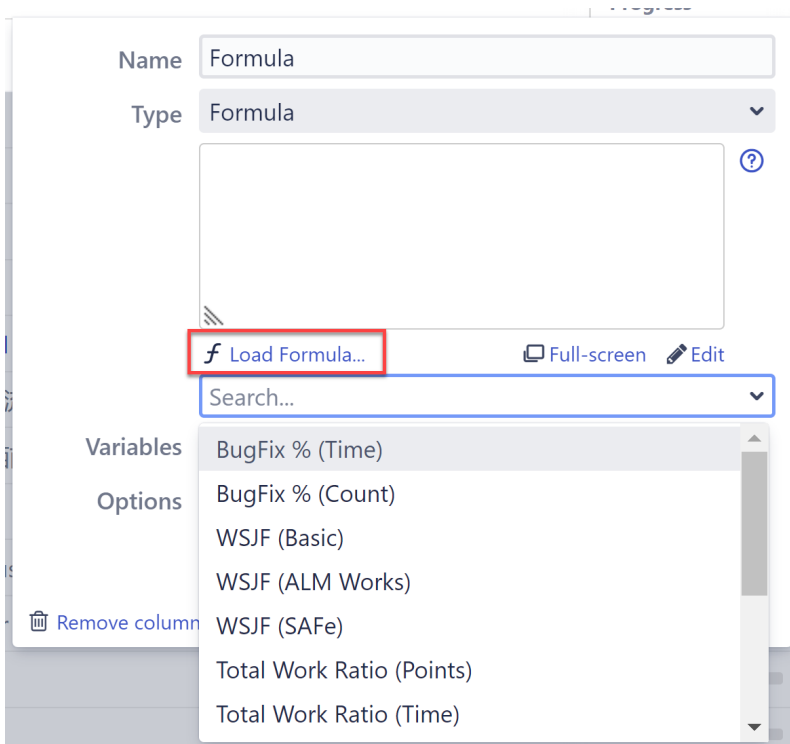 Progress
Name Formula
Type Formula
?
f Load Formula... Full-screen Edit
Search...
Variables
Options
BugFix % (Time)
BugFix % (Count)
WSJF (Basic)
WSJF (ALM Works)
WSJF (SAFe)
Total Work Ratio (Points)
Total Work Ratio (Time)
Remove column